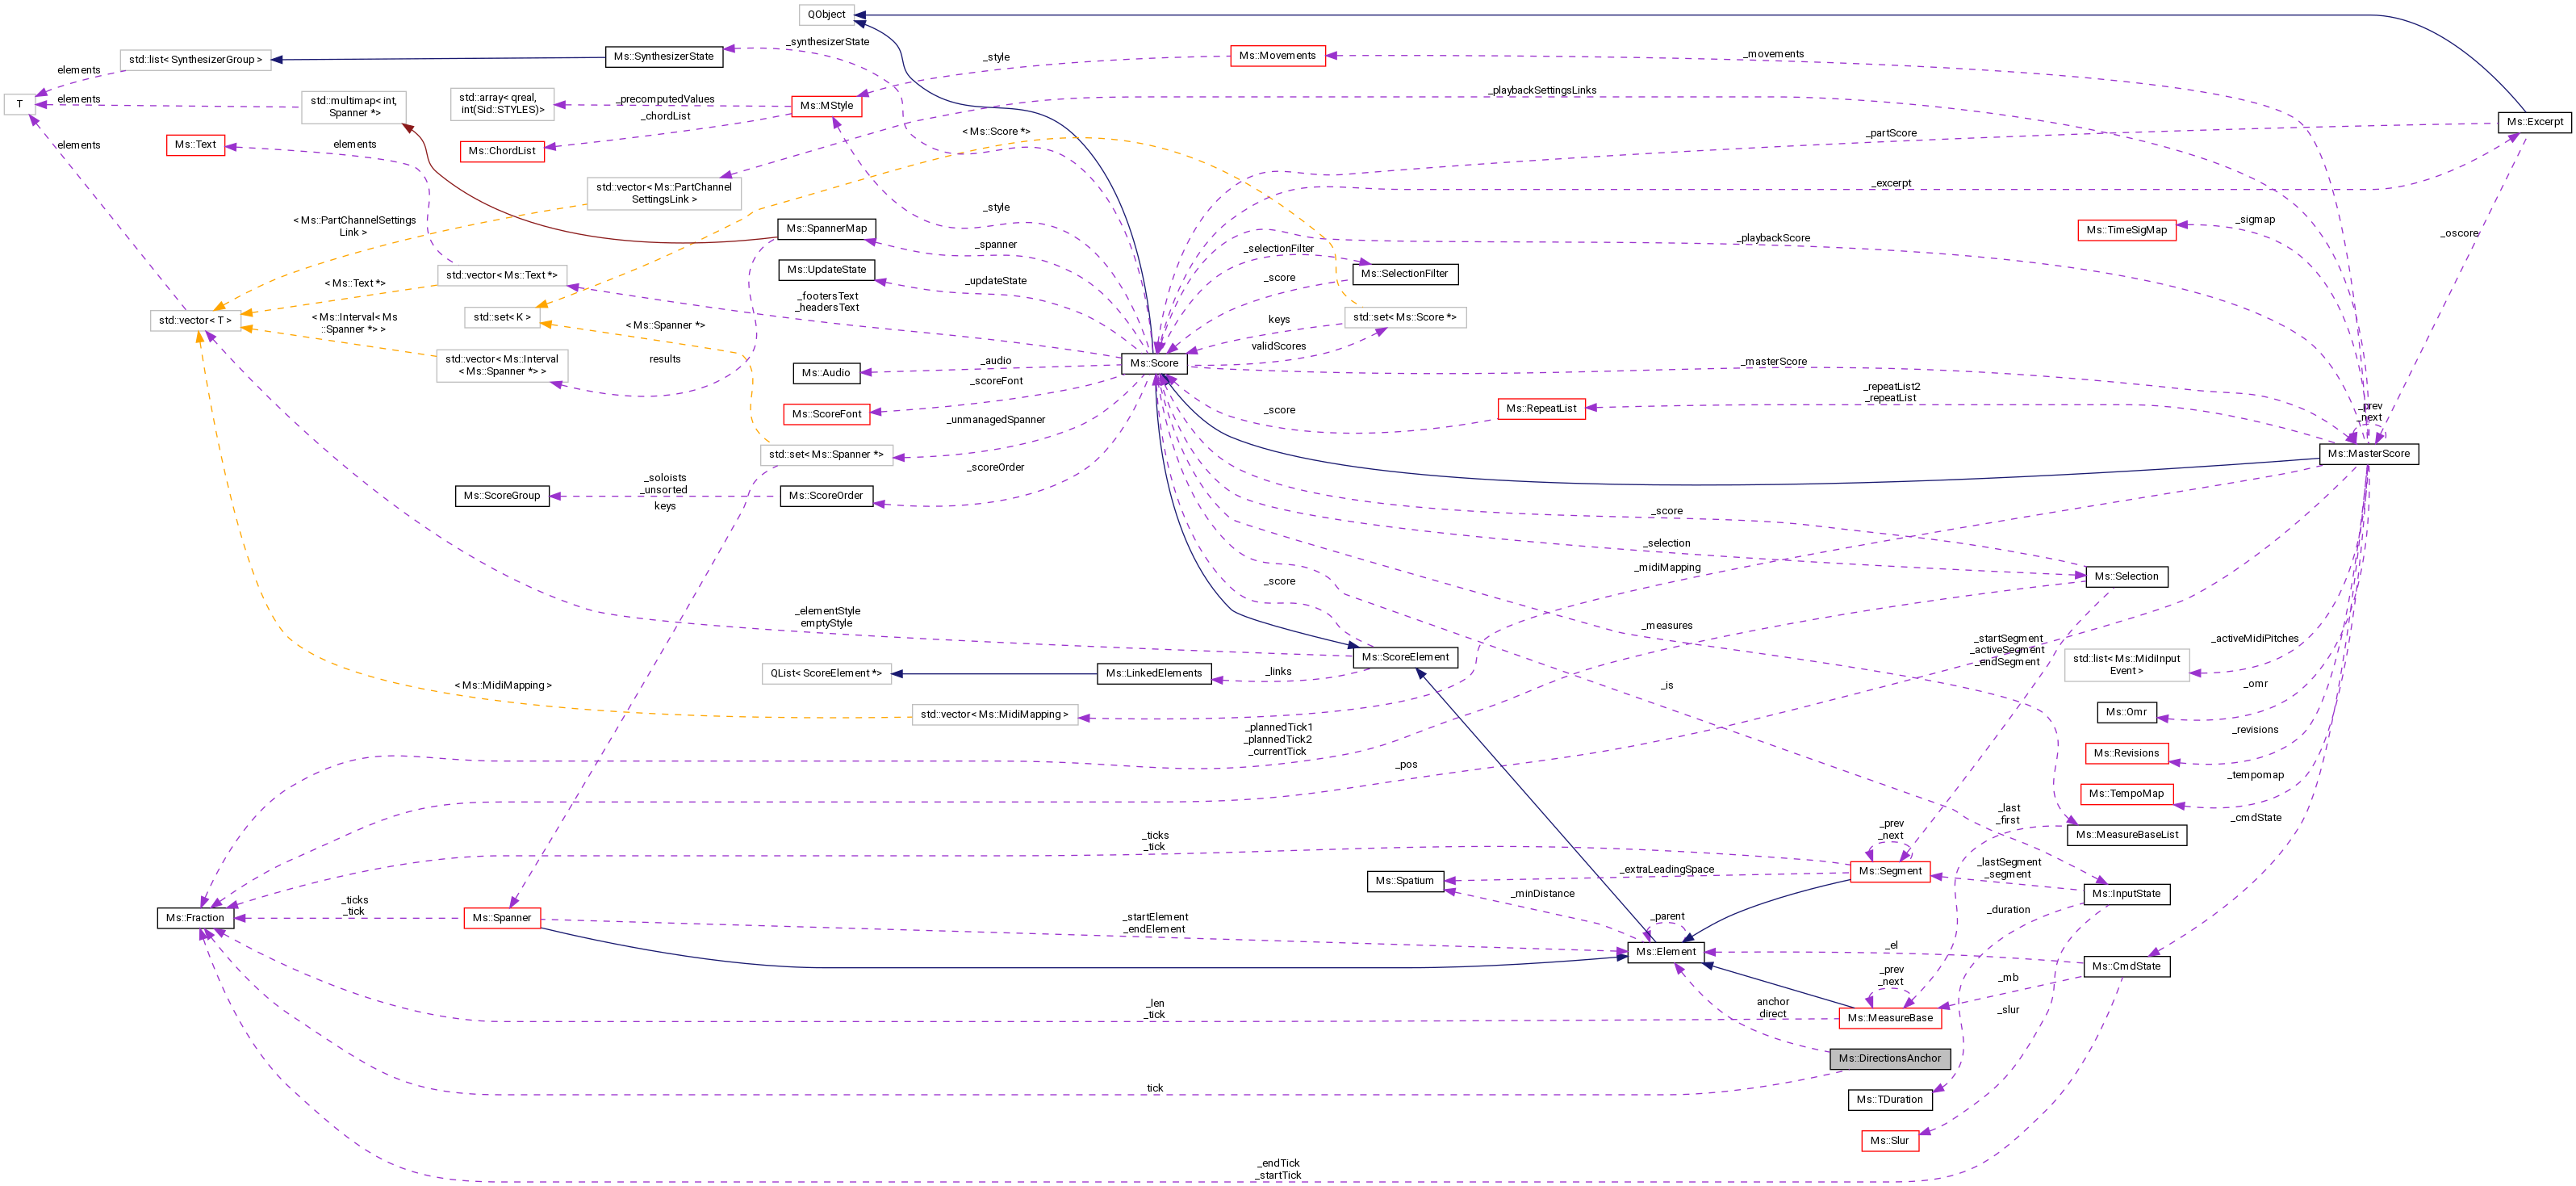 QObject
_synthesizerState
Ms::SynthesizerState
std::list< SynthesizerGroup >
elements
T
elements
std::multimap< int,
Spanner *>
elements
Ms::Movements
_movements
_style
std::array< qreal,
int(Sid::STYLES)>
_precomputedValues
_chordList
Ms::MStyle
Ms::ChordList
_playbackSettingsLinks
Ms::Excerpt
Ms::Text
elements
< Ms::Score *>
_partScore
std::vector< Ms::PartChannel
SettingsLink >
_excerpt
< Ms::PartChannelSettings
Link >
Ms::SpannerMap
_style
_spanner
_sigmap
Ms::TimeSigMap
_oscore
_playbackScore
_selectionFilter
Ms::SelectionFilter
std::vector< Ms::Text *>
Ms::UpdateState
_updateState
_score
< Ms::Text *>
_footersText
_headersText
std::vector< T >
< Ms::Interval< Ms
::Spanner *> >
std::set< K >
< Ms::Spanner *>
keys
std::set< Ms::Score *>
validScores
std::vector< Ms::Interval
< Ms::Spanner *> >
results
Ms::Audio
_audio
Ms::Score
_masterScore
_scoreFont
Ms::ScoreFont
_score
Ms::RepeatList
_repeatList2
_repeatList
_prev
_next
_unmanagedSpanner
std::set< Ms::Spanner *>
Ms::MasterScore
_scoreOrder
Ms::ScoreGroup
_soloists
_unsorted
keys
Ms::ScoreOrder
_score
_selection
_midiMapping
Ms::Selection
_score
_elementStyle
emptyStyle
_measures
_startSegment
_activeSegment
_endSegment
_activeMidiPitches
Ms::ScoreElement
std::list< Ms::MidiInput
Event >
QList< ScoreElement *>
Ms::LinkedElements
_links
< Ms::MidiMapping >
std::vector< Ms::MidiMapping >
_is
_omr
Ms::Omr
_plannedTick1
_plannedTick2
_currentTick
_revisions
Ms::Revisions
_pos
_tempomap
Ms::TempoMap
_last
_first
_cmdState
Ms::MeasureBaseList
_ticks
_tick
_prev
_next
Ms::Segment
_extraLeadingSpace
Ms::Spatium
_minDistance
_lastSegment
_segment
Ms::InputState
_duration
Ms::Fraction
_ticks
_tick
Ms::Spanner
_startElement
_endElement
_parent
Ms::Element
_el
Ms::CmdState
_prev
_next
_mb
_len
_tick
anchor
direct
Ms::MeasureBase
_slur
Ms::DirectionsAnchor
tick
Ms::TDuration
Ms::Slur
_endTick
_startTick